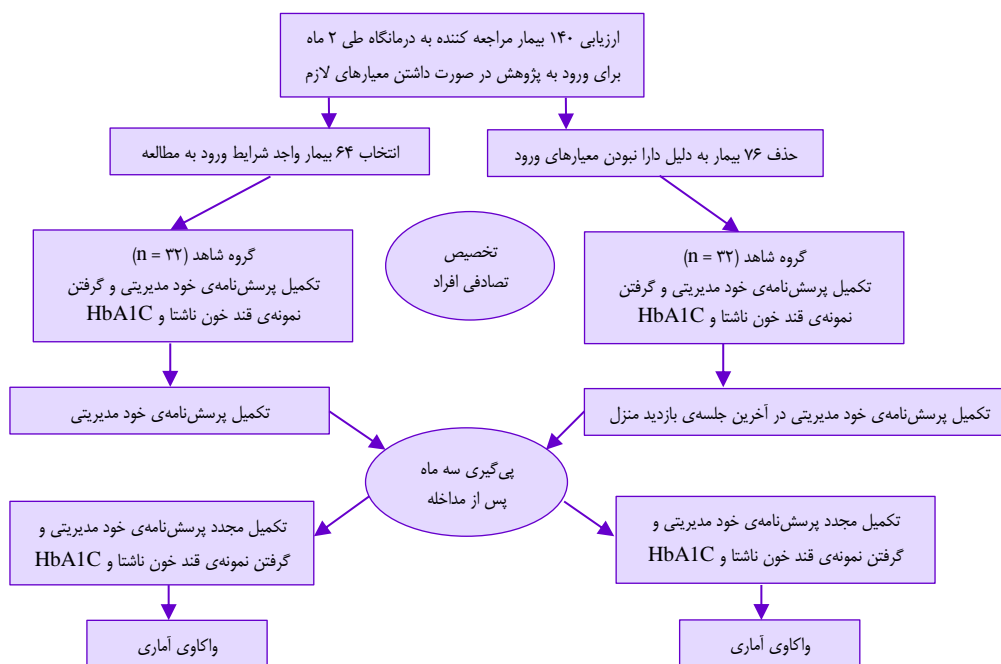 ارزیابی ۱۴۰ بیمار مراجعه کننده به درمانگاه طی ۲ ماه
برای ورود به پژوهش در صورت داشتن معیارهای لازم
حذف ۷۶ بیمار به دلیل دارا نبودن معیارهای ورود
انتخاب ۶۴ بیمار واجد شرایط ورود به مطالعه
گروه شاهد (n = ۳۲)
تکمیل پرسش‌نامه‌ی خود مدیریتی و گرفتن
نمونه‌ی قند خون ناشتا و HbA1C
تخصیص
تصادفی افراد
گروه شاهد (n = ۳۲)
تکمیل پرسش‌نامه‌ی خود مدیریتی و گرفتن
نمونه‌ی قند خون ناشتا و HbA1C
تکمیل پرسش‌نامه‌ی خود مدیریتی در آخرین جلسه‌ی بازدید منزل
تکمیل پرسش‌نامه‌ی خود مدیریتی
پی‌گیری سه ماه
پس از مداخله
تکمیل مجدد پرسش‌نامه‌ی خود مدیریتی و
گرفتن نمونه‌ی قند خون ناشتا و HbA1C
تکمیل مجدد پرسش‌نامه‌ی خود مدیریتی و
گرفتن نمونه‌ی قند خون ناشتا و HbA1C
واکاوی آماری
واکاوی آماری